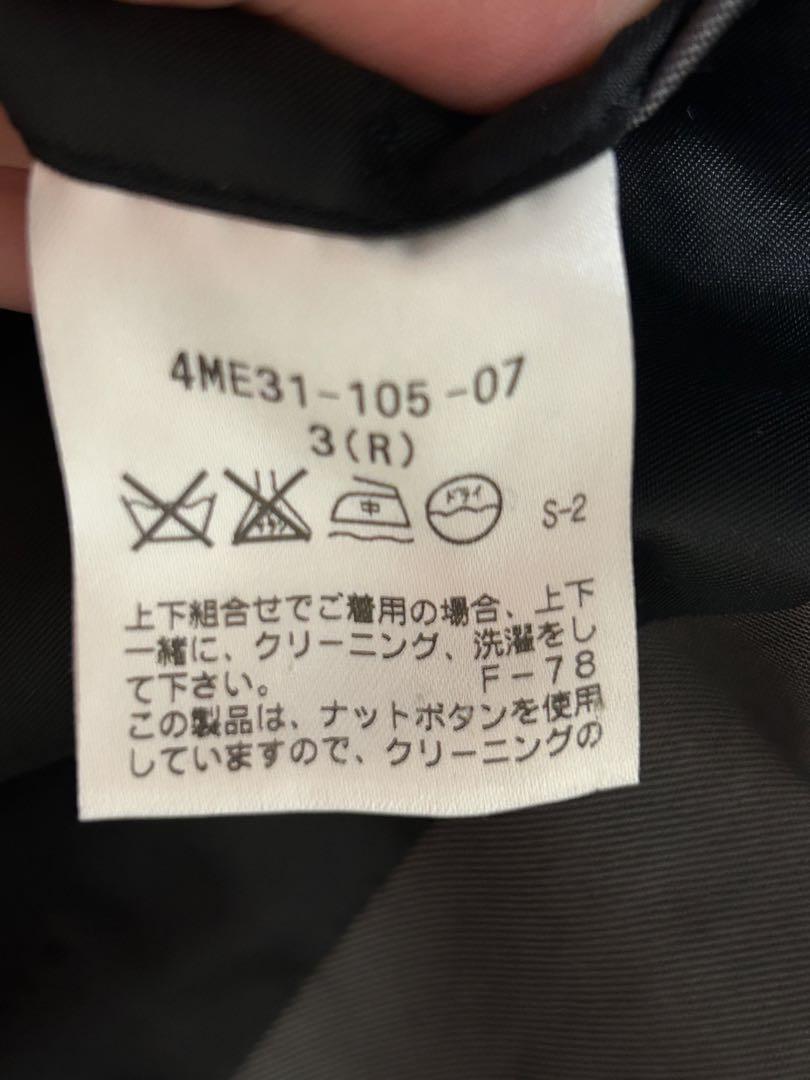 4ME31-105-07
3(R)
中 ドライ S-2
上下組合せでご着用の場合、上下
一緒に、クリーニング、洗濯をし
て下さい。 F-78
この製品は、ナットボタンを使用
していますので、クリーニングの